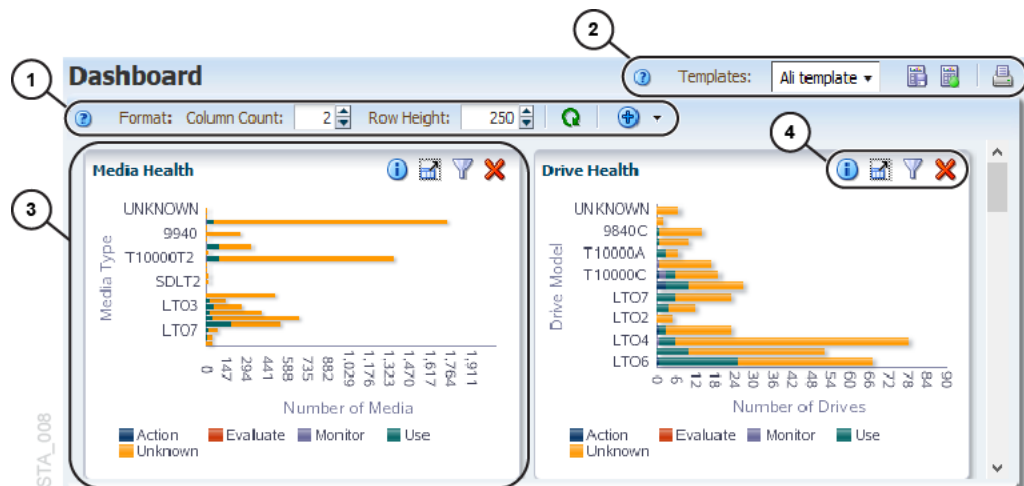 2
Dashboard
? Templates: Ali template
1
? Format: Column Count: 2 Row Height: 250
4
3
Media Health
Drive Health
UNKNOWN
9940
T10000T2
SDLT2
LTO3
LTO7
Media Type
0 147 294 441 588 735 882 1,029 1,176 1,323 1,470 1,617 1,764 1,911
Number of Media
Action Evaluate Monitor Use
Unknown
UNKNOWN
9840C
T10000A
T10000C
LTO7
LTO2
LTO4
LTO6
Drive Model
0 6 12 18 24 30 36 42 48 54 60 66 72 78 84 90
Number of Drives
Action Evaluate Monitor Use
Unknown
STA_008